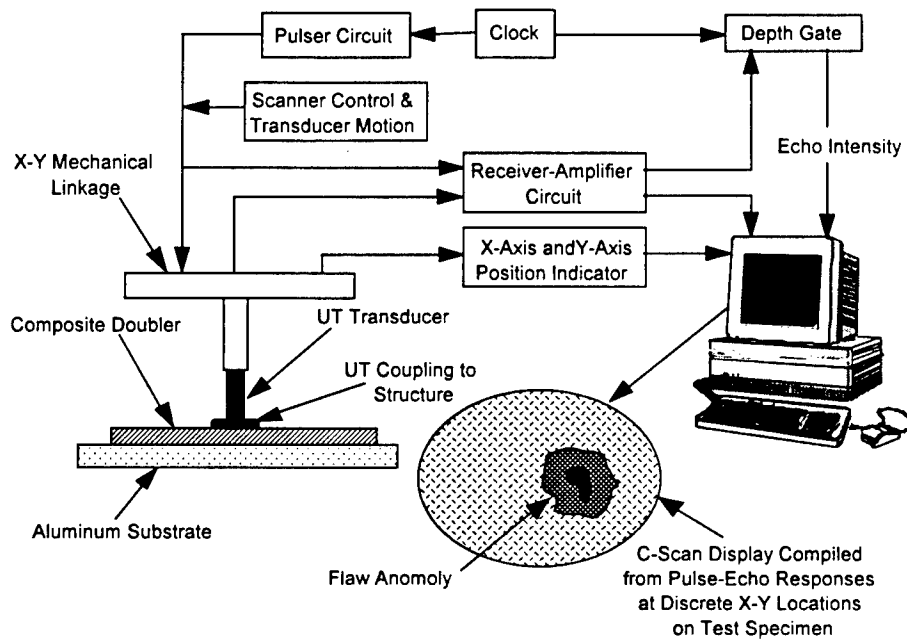 Pulser Circuit
Clock
Depth Gate
Scanner Control &
Transducer Motion
Echo Intensity
X-Y Mechanical
Linkage
Receiver-Amplifier
Circuit
X-Axis andY-Axis
Position Indicator
Composite Doubler
UT Transducer
UT Coupling to
Structure
Aluminum Substrate
Flaw Anomoly
C-Scan Display Compiled
from Pulse-Echo Responses
at Discrete X-Y Locations
on Test Specimen